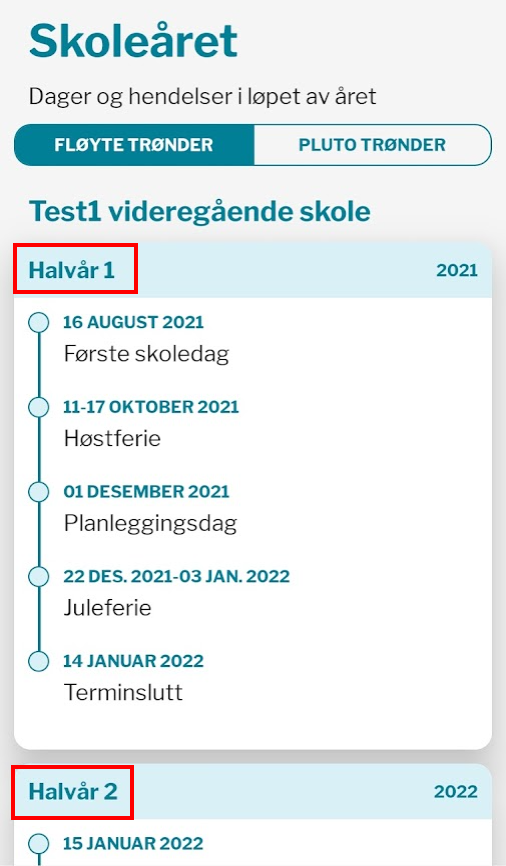 Skoleåret
Dager og hendelser i løpet av året
FLØYTE TRØNDER
PLUTO TRØNDER
Test1 videregående skole
Halvår 1
2021
16 AUGUST 2021
Første skoledag
11-17 OKTOBER 2021
Høstferie
01 DESEMBER 2021
Planleggingsdag
22 DES. 2021-03 JAN. 2022
Juleferie
14 JANUAR 2022
Terminslutt
Halvår 2
2022
15 JANUAR 2022